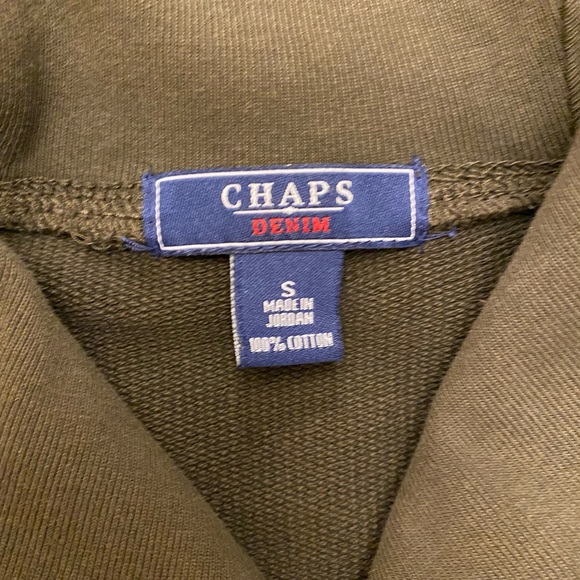 CHAPS
DENIM
S
MADE IN
JORDAN
100% COTTON